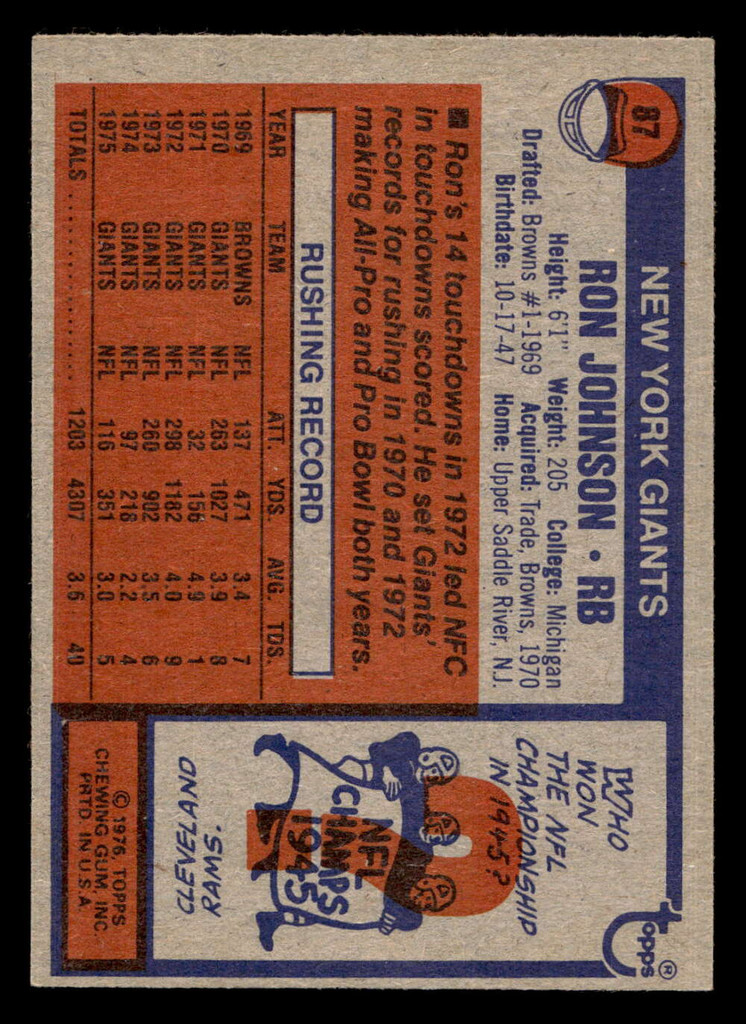 87
NEW YORK GIANTS
RON JOHNSON • RB
Height: 6'1" Weight: 205 College: Michigan
Drafted: Browns #1-1969 Acquired: Trade, Browns, 1970
Birthdate: 10-17-47 Home: Upper Saddle River, N.J.
■ Ron's 14 touchdowns in 1972 led NFC
in touchdowns scored. He set Giants'
records for rushing in 1970 and 1972
making All-Pro and Pro Bowl both years.
RUSHING RECORD
YEAR TEAM ATT. YDS. AVG. TDS.
1969 BROWNS NFL 137 471 3.4 7
1970 GIANTS NFL 263 1027 3.9 8
1971 GIANTS NFL 32 156 4.9 1
1972 GIANTS NFL 298 1182 4.0 9
1973 GIANTS NFL 260 902 3.5 6
1974 GIANTS NFL 97 218 2.2 4
1975 GIANTS NFL 116 351 3.0 5
TOTALS .................... 1203 4307 3.6 40
topps®
WHO
WON
THE NFL
CHAMPIONSHIP
IN 1945?
NFL
CHAMPS
1945
CLEVELAND
RAMS.
© 1976, TOPPS
CHEWING GUM, INC.
PRTD. IN U.S.A.